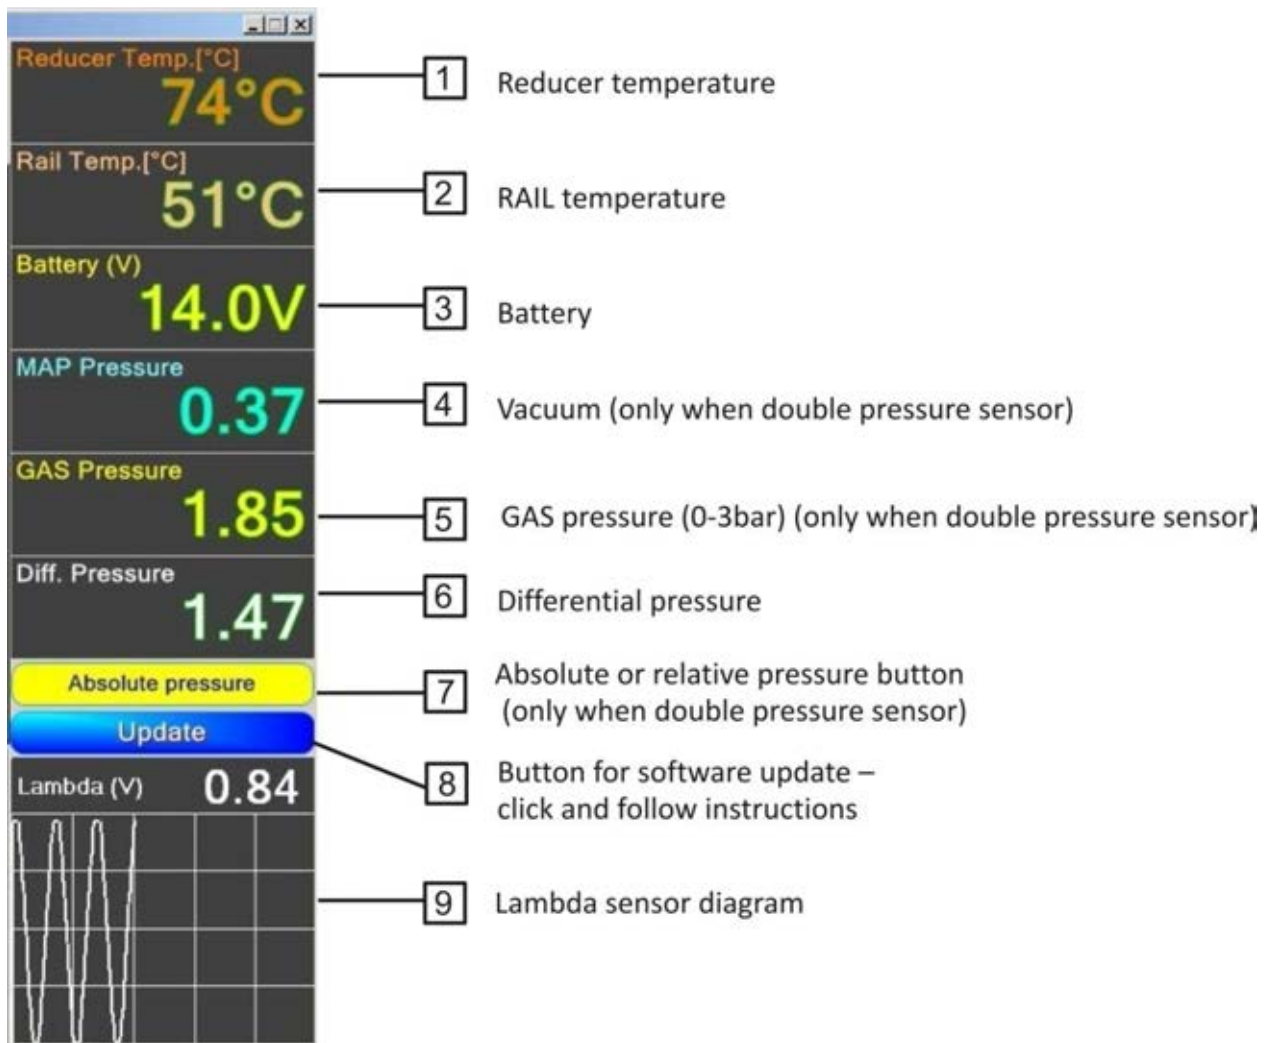 Reducer Temp.[°C]
74°C
1 Reducer temperature
Rail Temp.[°C]
51°C
2 RAIL temperature
Battery (V)
14.0V
3 Battery
MAP Pressure
0.37
4 Vacuum (only when double pressure sensor)
GAS Pressure
1.85
5 GAS pressure (0-3bar) (only when double pressure sensor)
Diff. Pressure
1.47
6 Differential pressure
Absolute pressure
7 Absolute or relative pressure button
(only when double pressure sensor)
Update
8 Button for software update –
click and follow instructions
Lambda (V) 0.84
9 Lambda sensor diagram